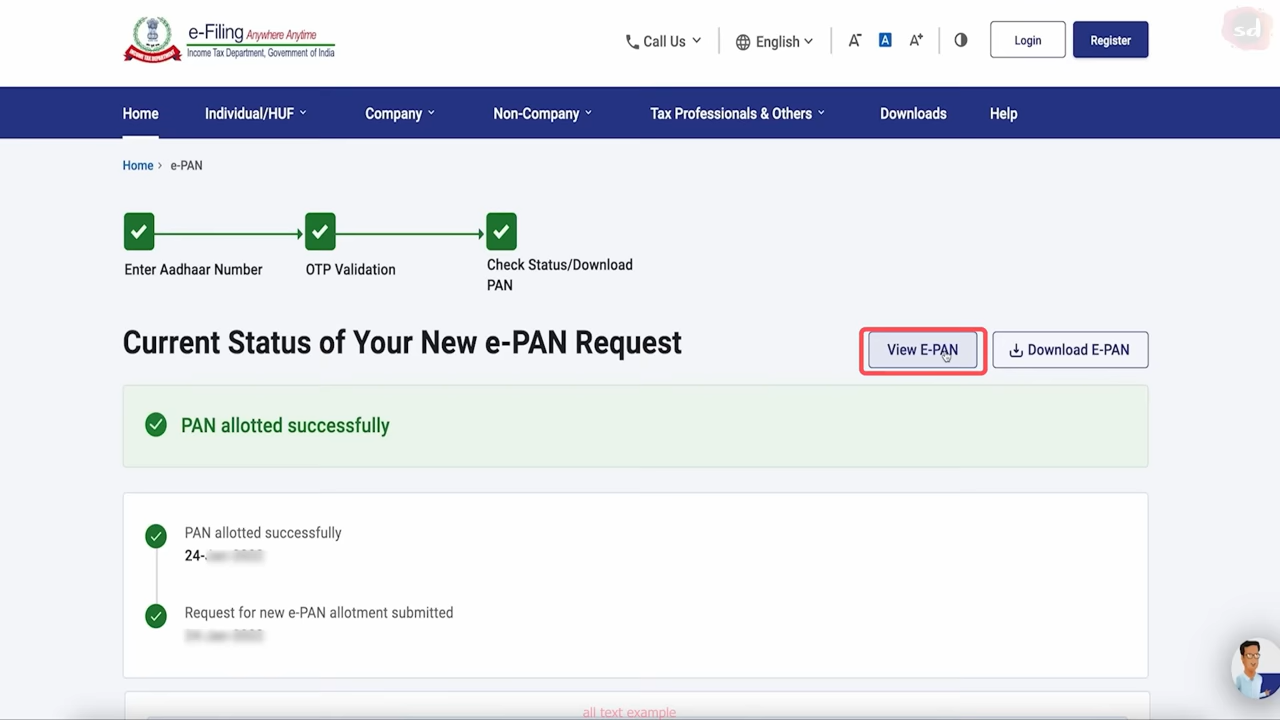 e-Filing Anywhere Anytime
Income Tax Department, Government of India
Call Us
English
A-
A
A+
Login
Register
sd
Home
Individual/HUF
Company
Non-Company
Tax Professionals & Others
Downloads
Help
Home > e-PAN
Enter Aadhaar Number
OTP Validation
Check Status/Download
PAN
Current Status of Your New e-PAN Request
View E-PAN
Download E-PAN
PAN allotted successfully
PAN allotted successfully
24-
Request for new e-PAN allotment submitted
all text example